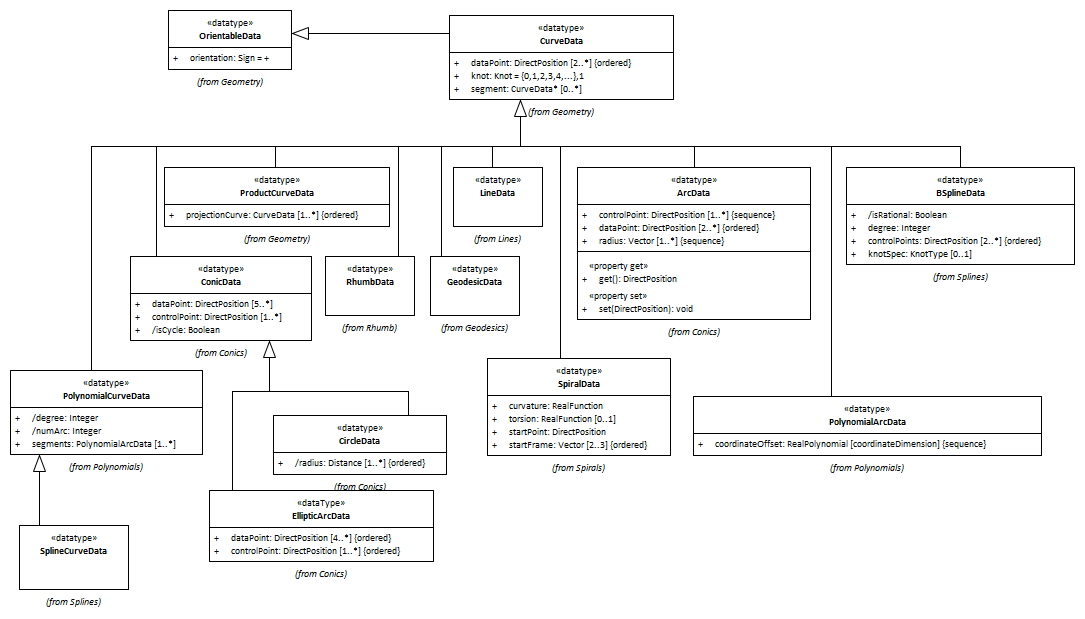 «datatype»
OrientableData
+ orientation: Sign = +
(from Geometry)
«datatype»
CurveData
+ dataPoint: DirectPosition [2..*] {ordered}
+ knot: Knot = {0,1,2,3,4,...},1
+ segment: CurveData* [0..*]
(from Geometry)
«datatype»
ProductCurveData
+ projectionCurve: CurveData [1..*] {ordered}
(from Geometry)
«datatype»
LineData
(from Lines)
«datatype»
ArcData
+ controlPoint: DirectPosition [1..*] {sequence}
+ dataPoint: DirectPosition [2..*] {ordered}
+ radius: Vector [1..*] {sequence}
«property get»
+ get(): DirectPosition
«property set»
+ set(DirectPosition): void
(from Conics)
«datatype»
BSplineData
+ /isRational: Boolean
+ degree: Integer
+ controlPoints: DirectPosition [2..*] {ordered}
+ knotSpec: KnotType [0..1]
(from Splines)
«datatype»
ConicData
+ dataPoint: DirectPosition [5..*]
+ controlPoint: DirectPosition [1..*]
+ /isCycle: Boolean
(from Conics)
«datatype»
RhumbData
(from Rhumb)
«datatype»
GeodesicData
(from Geodesics)
«datatype»
PolynomialCurveData
+ /degree: Integer
+ /numArc: Integer
+ segments: PolynomialArcData [1..*]
(from Polynomials)
«datatype»
SpiralData
+ curvature: RealFunction
+ torsion: RealFunction [0..1]
+ startPoint: DirectPosition
+ startFrame: Vector [2..3] {ordered}
(from Spirals)
«datatype»
PolynomialArcData
+ coordinateOffset: RealPolynomial [coordinateDimension] {sequence}
(from Polynomials)
«datatype»
CircleData
+ /radius: Distance [1..*] {ordered}
(from Conics)
«dataType»
EllipticArcData
+ dataPoint: DirectPosition [4..*] {ordered}
+ controlPoint: DirectPosition [1..*] {ordered}
(from Conics)
«datatype»
SplineCurveData
(from Splines)